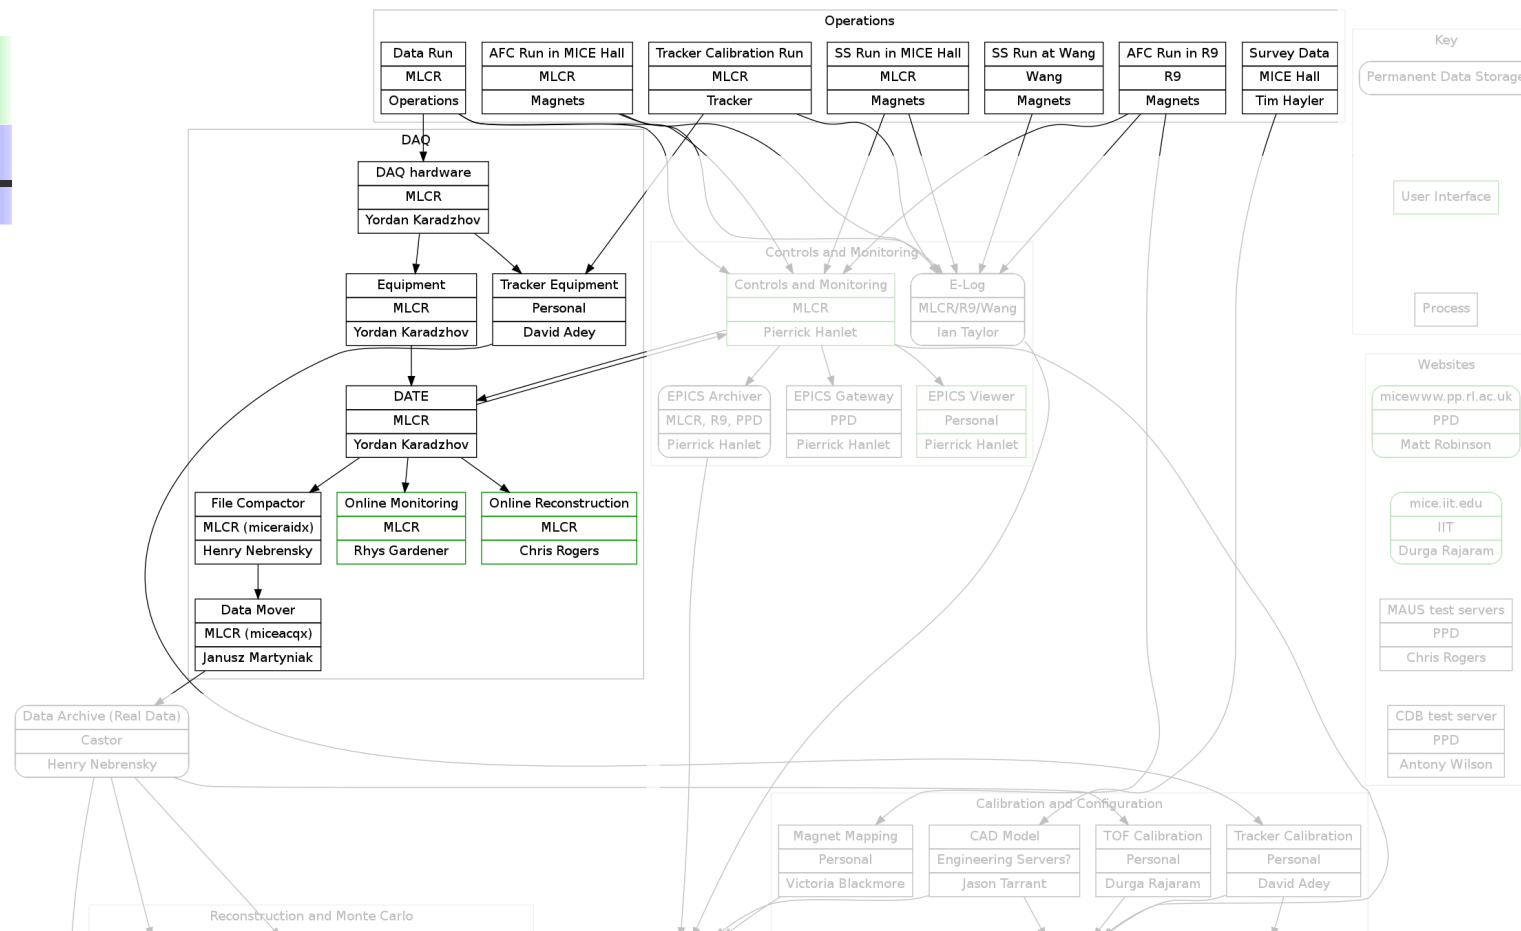 Operations
Data Run
MLCR
Operations
AFC Run in MICE Hall
MLCR
Magnets
Tracker Calibration Run
MLCR
Tracker
SS Run in MICE Hall
MLCR
Magnets
SS Run at Wang
Wang
Magnets
AFC Run in R9
R9
Magnets
Survey Data
MICE Hall
Tim Hayler
Key
Permanent Data Storage
User Interface
Process
DAQ
DAQ hardware
MLCR
Yordan Karadzhov
Equipment
MLCR
Yordan Karadzhov
Tracker Equipment
Personal
David Adey
DATE
MLCR
Yordan Karadzhov
File Compactor
MLCR (miceraidx)
Henry Nebrensky
Online Monitoring
MLCR
Rhys Gardener
Online Reconstruction
MLCR
Chris Rogers
Data Mover
MLCR (miceacqx)
Janusz Martyniak
Controls and Monitoring
Controls and Monitoring
MLCR
Pierrick Hanlet
E-Log
MLCR/R9/Wang
Ian Taylor
EPICS Archiver
MLCR, R9, PPD
Pierrick Hanlet
EPICS Gateway
PPD
Pierrick Hanlet
EPICS Viewer
Personal
Pierrick Hanlet
Websites
micewww.pp.rl.ac.uk
PPD
Matt Robinson
mice.iit.edu
IIT
Durga Rajaram
MAUS test servers
PPD
Chris Rogers
CDB test server
PPD
Antony Wilson
Data Archive (Real Data)
Castor
Henry Nebrensky
Calibration and Configuration
Magnet Mapping
Personal
Victoria Blackmore
CAD Model
Engineering Servers?
Jason Tarrant
TOF Calibration
Personal
Durga Rajaram
Tracker Calibration
Personal
David Adey
Reconstruction and Monte Carlo